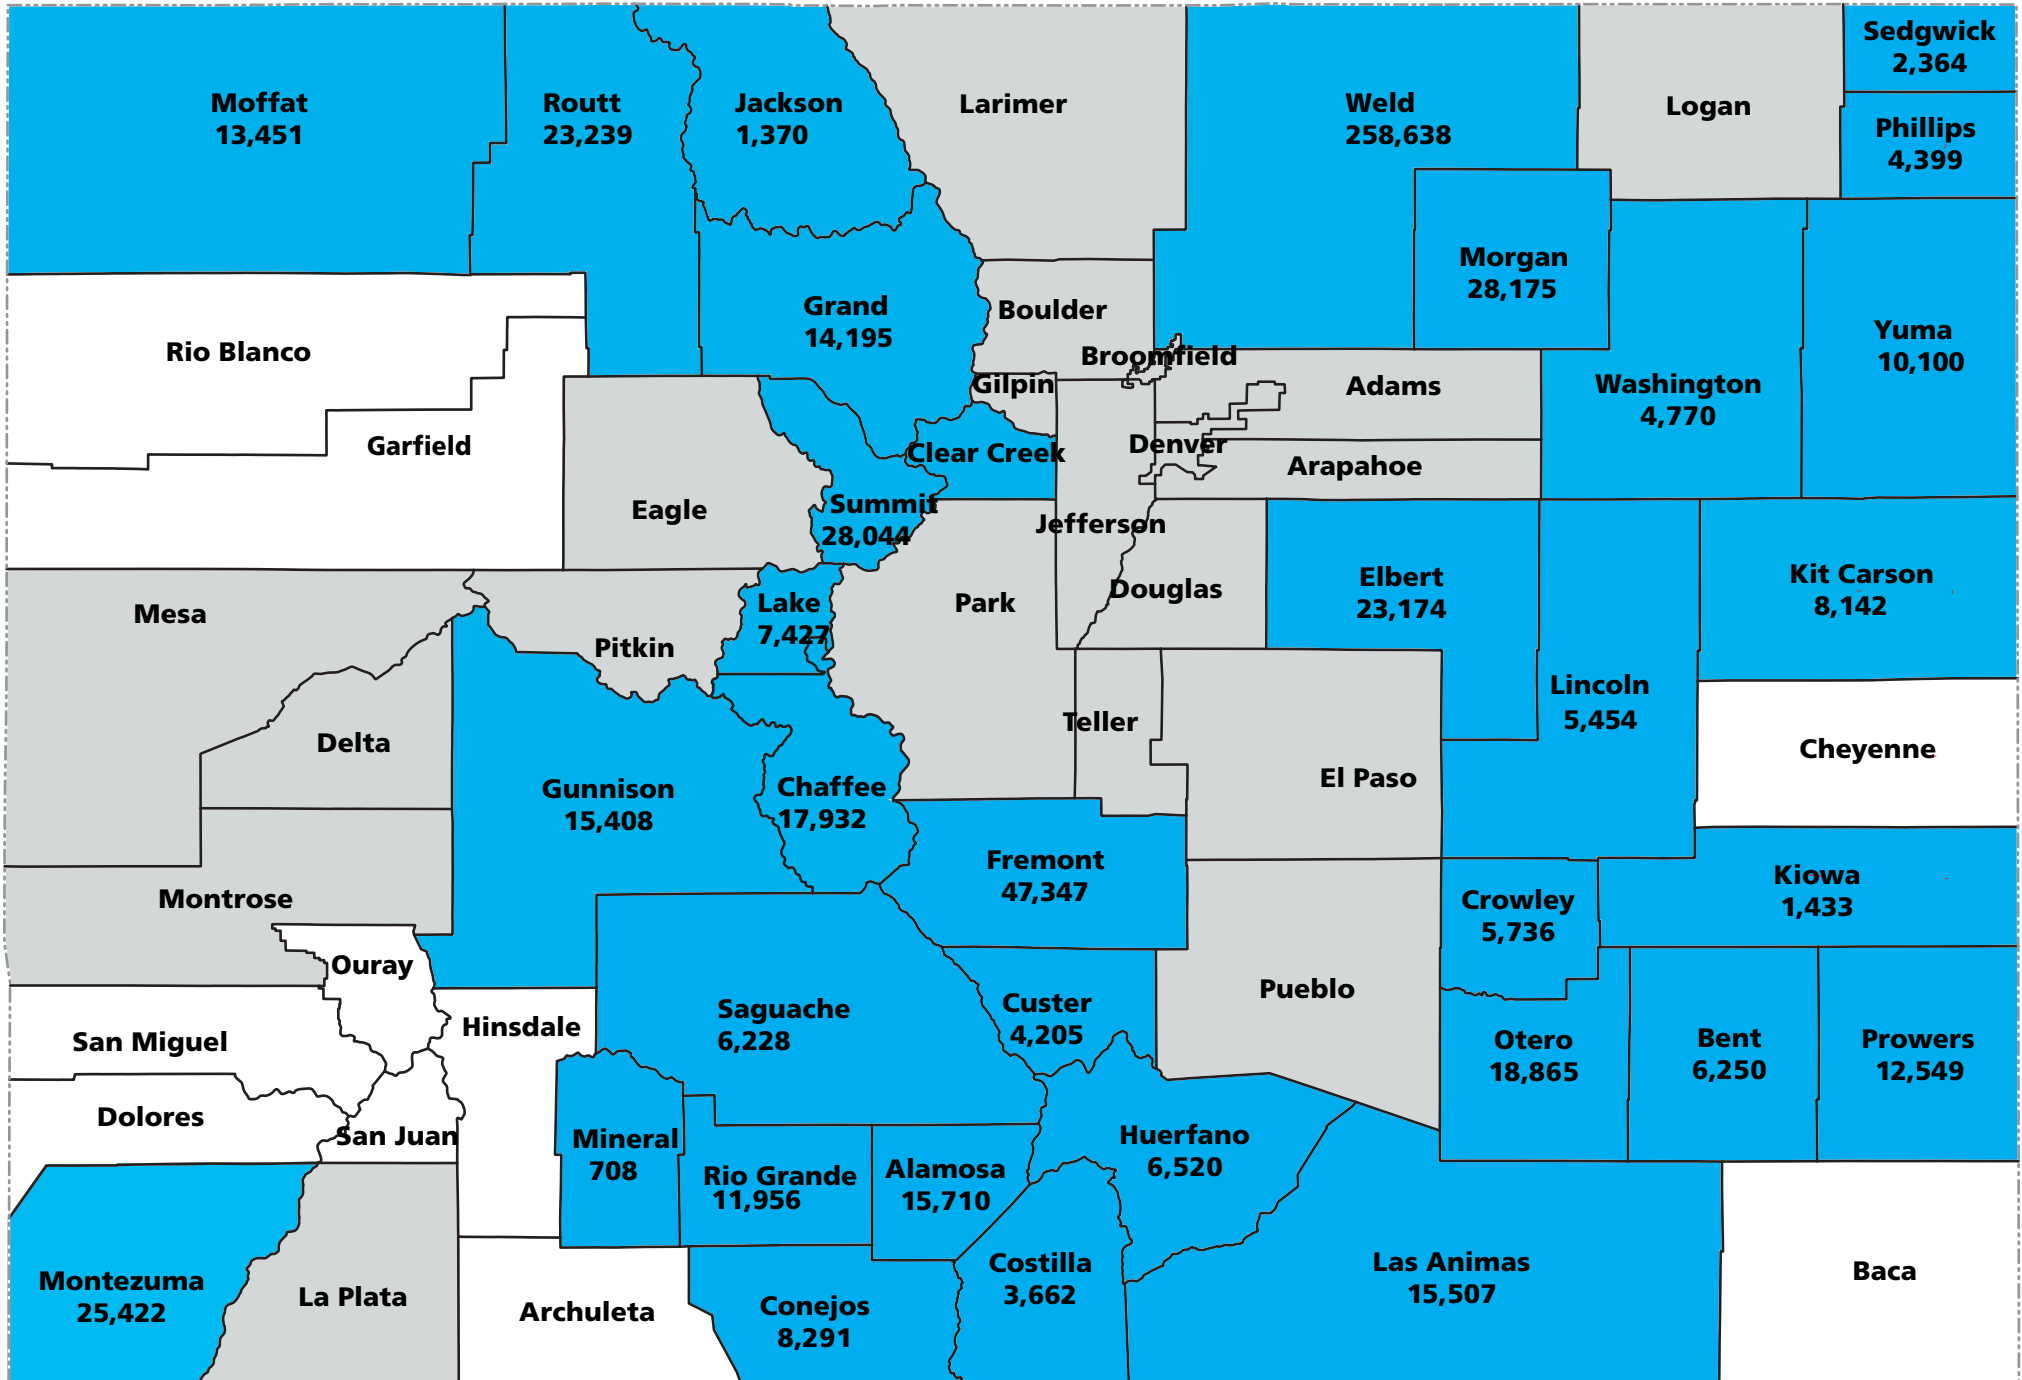 Sedgwick
2,364
Moffat
13,451
Routt
23,239
Jackson
1,370
Larimer
Weld
258,638
Logan
Phillips
4,399
Morgan
28,175
Grand
14,195
Boulder
Yuma
10,100
Rio Blanco
Broomfield
Gilpin
Adams
Washington
4,770
Garfield
Clear Creek
Denver
Arapahoe
Eagle
Summit
28,044
Jefferson
Mesa
Lake
7,427
Park
Douglas
Elbert
23,174
Kit Carson
8,142
Pitkin
Lincoln
5,454
Delta
Teller
Cheyenne
Gunnison
15,408
Chaffee
17,932
El Paso
Fremont
47,347
Montrose
Crowley
5,736
Kiowa
1,433
Ouray
Pueblo
Saguache
6,228
Custer
4,205
Hinsdale
San Miguel
Otero
18,865
Bent
6,250
Prowers
12,549
Dolores
San Juan
Mineral
708
Rio Grande
11,956
Alamosa
15,710
Huerfano
6,520
Montezuma
25,422
La Plata
Archuleta
Conejos
8,291
Costilla
3,662
Las Animas
15,507
Baca